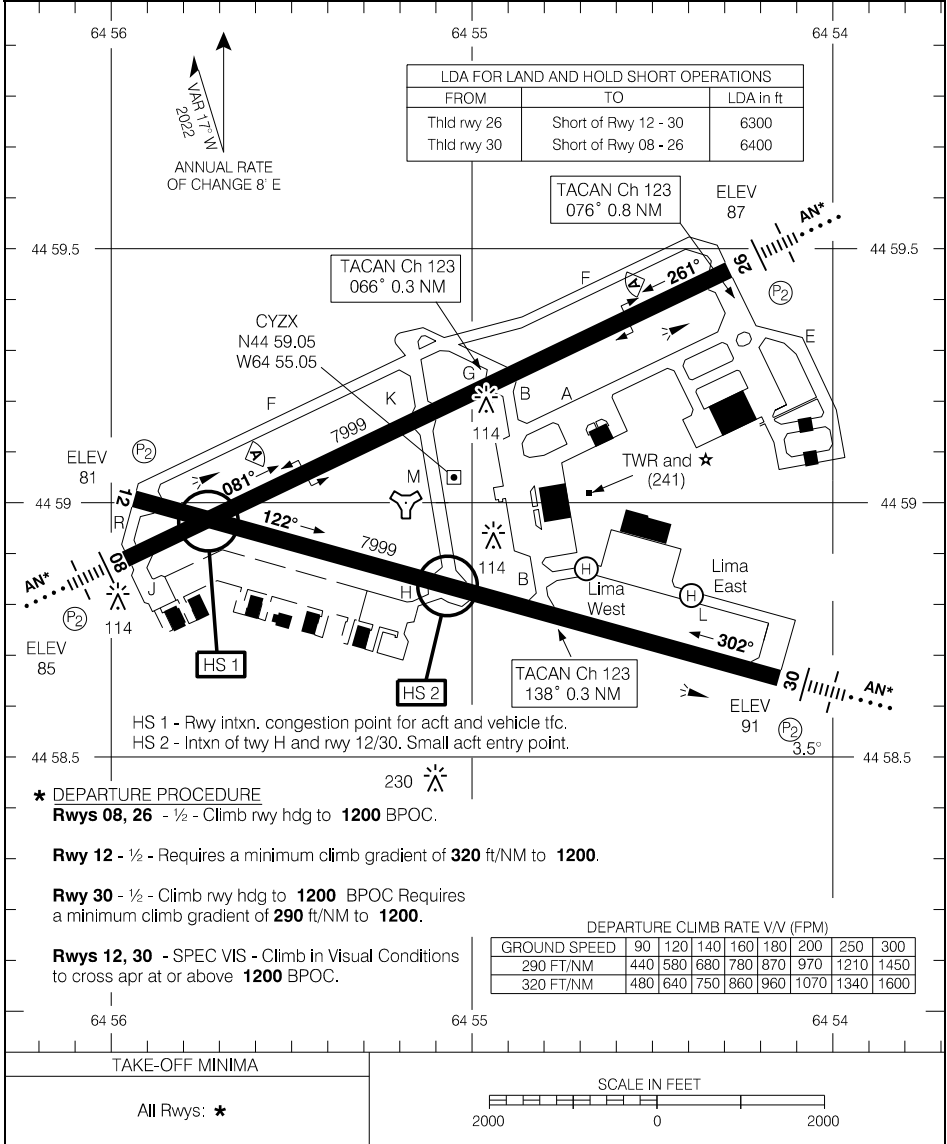 64 56
64 55
64 54
VAR 17° W
2022
ANNUAL RATE
OF CHANGE 8' E
LDA FOR LAND AND HOLD SHORT OPERATIONS
FROM TO LDA in ft
Thld rwy 26 Short of Rwy 12 - 30 6300
Thld rwy 30 Short of Rwy 08 - 26 6400
TACAN Ch 123
076° 0.8 NM
ELEV
87
AN*
44 59.5
44 59.5
26
261°
A
F
P2
E
TACAN Ch 123
066° 0.3 NM
CYZX
N44 59.05
W64 55.05
G
B
A
K
F
7999
114
A
081°
P2
ELEV
81
12
R
M
TWR and ☆
(241)
44 59
44 59
122°
7999
114
08
AN*
P2
114
J
ELEV
85
H
B
H
Lima
West
H
Lima
East
L
302°
30
AN*
HS 1
HS 2
TACAN Ch 123
138° 0.3 NM
ELEV
91
P2
3.5°
HS 1 - Rwy intxn. congestion point for acft and vehicle tfc.
HS 2 - Intxn of twy H and rwy 12/30. Small acft entry point.
44 58.5
44 58.5
230
* DEPARTURE PROCEDURE
Rwys 08, 26 - ½ - Climb rwy hdg to 1200 BPOC.
Rwy 12 - ½ - Requires a minimum climb gradient of 320 ft/NM to 1200.
Rwy 30 - ½ - Climb rwy hdg to 1200 BPOC Requires
a minimum climb gradient of 290 ft/NM to 1200.
Rwys 12, 30 - SPEC VIS - Climb in Visual Conditions
to cross apr at or above 1200 BPOC.
DEPARTURE CLIMB RATE V/V (FPM)
GROUND SPEED 90 120 140 160 180 200 250 300
290 FT/NM 440 580 680 780 870 970 1210 1450
320 FT/NM 480 640 750 860 960 1070 1340 1600
64 56
64 55
64 54
TAKE-OFF MINIMA
All Rwys: *
SCALE IN FEET
2000 0 2000